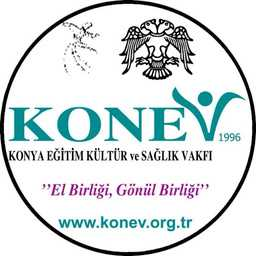 KONEV
1996
KONYA EĞİTİM KÜLTÜR ve SAĞLIK VAKFI
''El Birliği, Gönül Birliği''
www.konev.org.tr